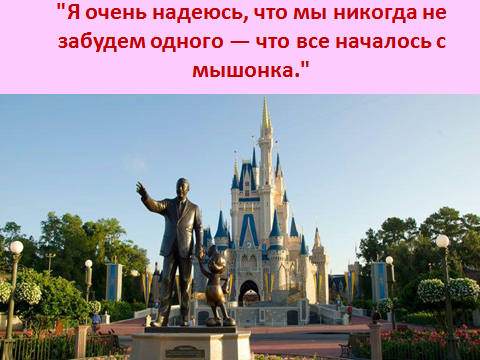 "Я очень надеюсь, что мы никогда не
забудем одного — что все началось с
мышонка."